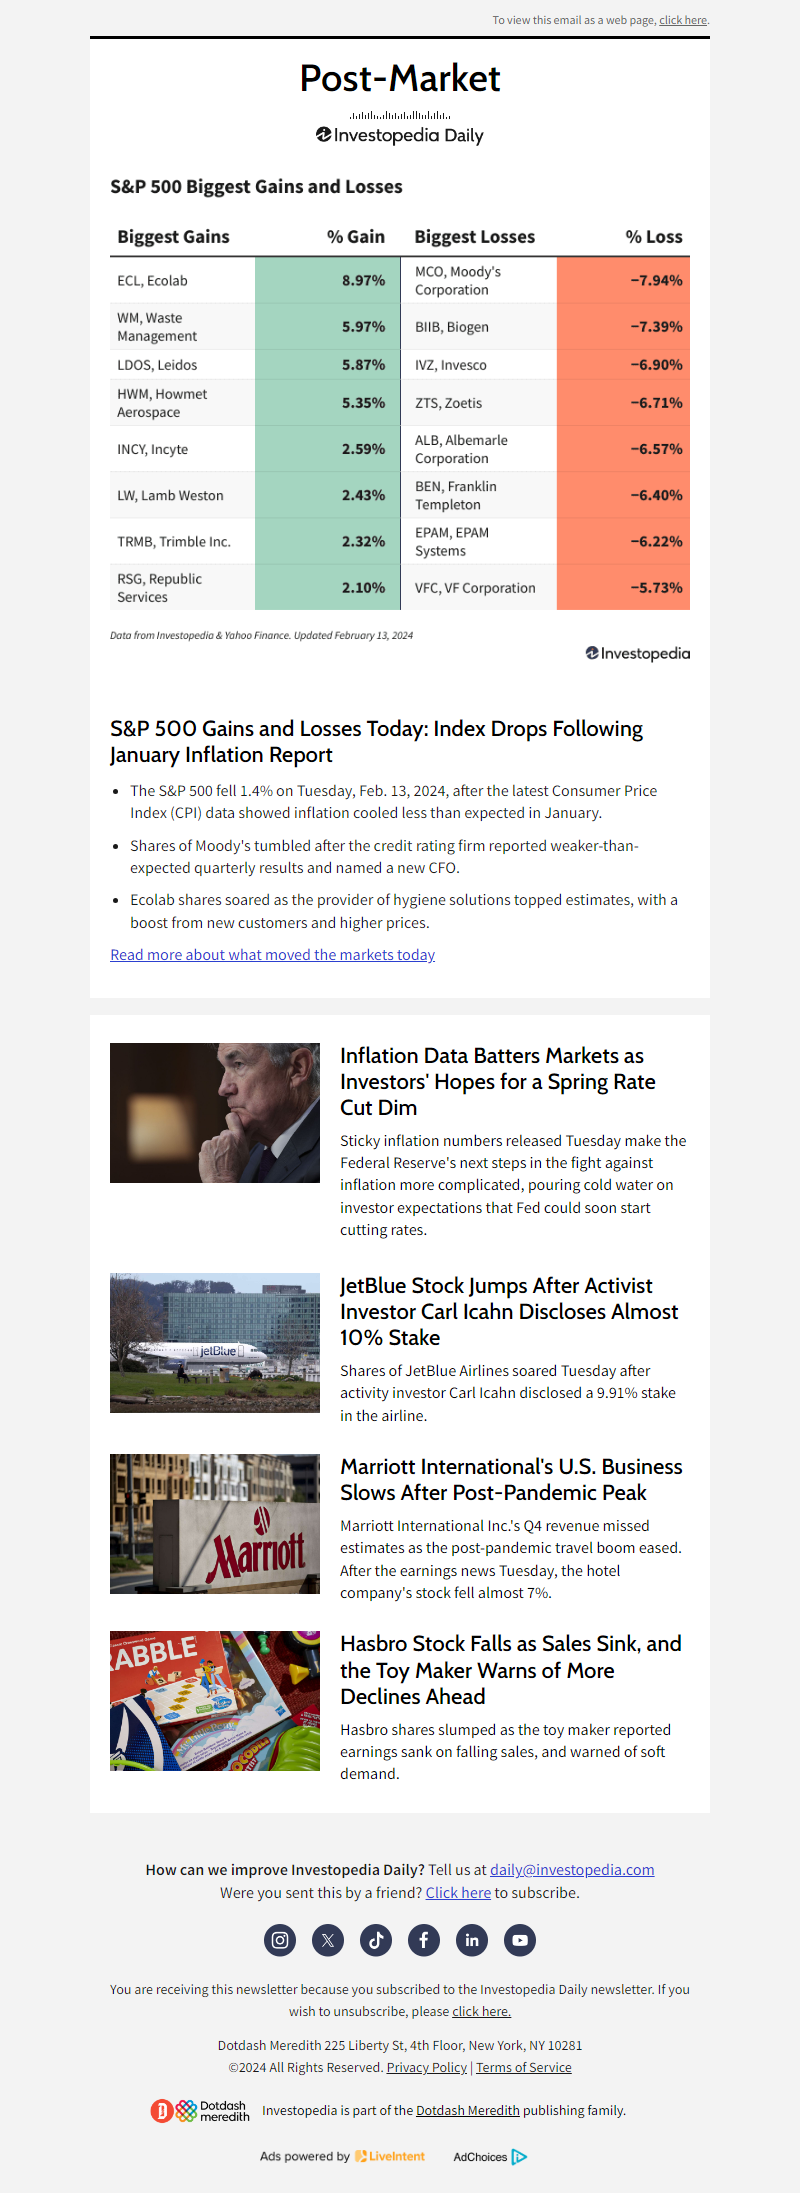 To view this email as a web page, click here.
Post-Market
Investopedia Daily
S&P 500 Biggest Gains and Losses
Biggest Gains % Gain Biggest Losses % Loss
ECL, Ecolab 8.97% MCO, Moody's Corporation −7.94%
WM, Waste Management 5.97% BIIB, Biogen −7.39%
LDOS, Leidos 5.87% IVZ, Invesco −6.90%
HWM, Howmet Aerospace 5.35% ZTS, Zoetis −6.71%
INCY, Incyte 2.59% ALB, Albemarle Corporation −6.57%
LW, Lamb Weston 2.43% BEN, Franklin Templeton −6.40%
TRMB, Trimble Inc. 2.32% EPAM, EPAM Systems −6.22%
RSG, Republic Services 2.10% VFC, VF Corporation −5.73%
Data from Investopedia & Yahoo Finance. Updated February 13, 2024
Investopedia
S&P 500 Gains and Losses Today: Index Drops Following
January Inflation Report
• The S&P 500 fell 1.4% on Tuesday, Feb. 13, 2024, after the latest Consumer Price
Index (CPI) data showed inflation cooled less than expected in January.
• Shares of Moody's tumbled after the credit rating firm reported weaker-than-
expected quarterly results and named a new CFO.
• Ecolab shares soared as the provider of hygiene solutions topped estimates, with a
boost from new customers and higher prices.
Read more about what moved the markets today
Inflation Data Batters Markets as
Investors' Hopes for a Spring Rate
Cut Dim
Sticky inflation numbers released Tuesday make the
Federal Reserve's next steps in the fight against
inflation more complicated, pouring cold water on
investor expectations that Fed could soon start
cutting rates.
jetBlue
JetBlue Stock Jumps After Activist
Investor Carl Icahn Discloses Almost
10% Stake
Shares of JetBlue Airlines soared Tuesday after
activity investor Carl Icahn disclosed a 9.91% stake
in the airline.
Marriott
Marriott International's U.S. Business
Slows After Post-Pandemic Peak
Marriott International Inc.'s Q4 revenue missed
estimates as the post-pandemic travel boom eased.
After the earnings news Tuesday, the hotel
company's stock fell almost 7%.
RABBLE
Hasbro Stock Falls as Sales Sink, and
the Toy Maker Warns of More
Declines Ahead
Hasbro shares slumped as the toy maker reported
earnings sank on falling sales, and warned of soft
demand.
How can we improve Investopedia Daily? Tell us at daily@investopedia.com
Were you sent this by a friend? Click here to subscribe.
You are receiving this newsletter because you subscribed to the Investopedia Daily newsletter. If you
wish to unsubscribe, please click here.
Dotdash Meredith 225 Liberty St, 4th Floor, New York, NY 10281
©2024 All Rights Reserved. Privacy Policy | Terms of Service
Dotdash
meredith
Investopedia is part of the Dotdash Meredith publishing family.
Ads powered by LiveIntent AdChoices